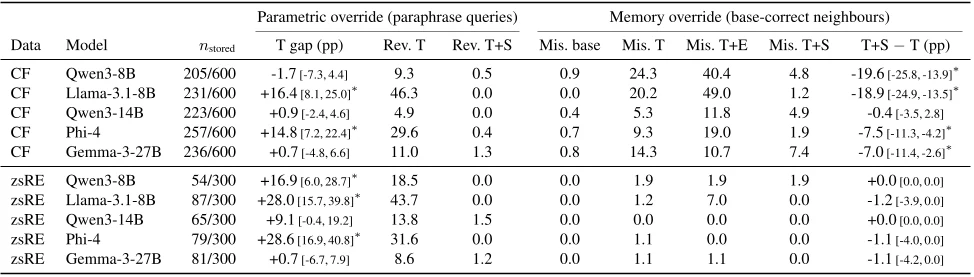 Parametric override (paraphrase queries) Memory override (base-correct neighbours)
Data Model n_stored T gap (pp) Rev. T Rev. T+S Mis. base Mis. T Mis. T+E Mis. T+S T+S − T (pp)
CF Qwen3-8B 205/600 -1.7 [-7.3, 4.4] 9.3 0.5 0.9 24.3 40.4 4.8 -19.6 [-25.8, -13.9]*
CF Llama-3.1-8B 231/600 +16.4 [8.1, 25.0]* 46.3 0.0 0.0 20.2 49.0 1.2 -18.9 [-24.9, -13.5]*
CF Qwen3-14B 223/600 +0.9 [-2.4, 4.6] 4.9 0.0 0.4 5.3 11.8 4.9 -0.4 [-3.5, 2.8]
CF Phi-4 257/600 +14.8 [7.2, 22.4]* 29.6 0.4 0.7 9.3 19.0 1.9 -7.5 [-11.3, -4.2]*
CF Gemma-3-27B 236/600 +0.7 [-4.8, 6.6] 11.0 1.3 0.8 14.3 10.7 7.4 -7.0 [-11.4, -2.6]*
zsRE Qwen3-8B 54/300 +16.9 [6.0, 28.7]* 18.5 0.0 0.0 1.9 1.9 1.9 +0.0 [0.0, 0.0]
zsRE Llama-3.1-8B 87/300 +28.0 [15.7, 39.8]* 43.7 0.0 0.0 1.2 7.0 0.0 -1.2 [-3.9, 0.0]
zsRE Qwen3-14B 65/300 +9.1 [-0.4, 19.2] 13.8 1.5 0.0 0.0 0.0 0.0 +0.0 [0.0, 0.0]
zsRE Phi-4 79/300 +28.6 [16.9, 40.8]* 31.6 0.0 0.0 1.1 0.0 0.0 -1.1 [-4.0, 0.0]
zsRE Gemma-3-27B 81/300 +0.7 [-6.7, 7.9] 8.6 1.2 0.0 1.1 1.1 0.0 -1.1 [-4.2, 0.0]